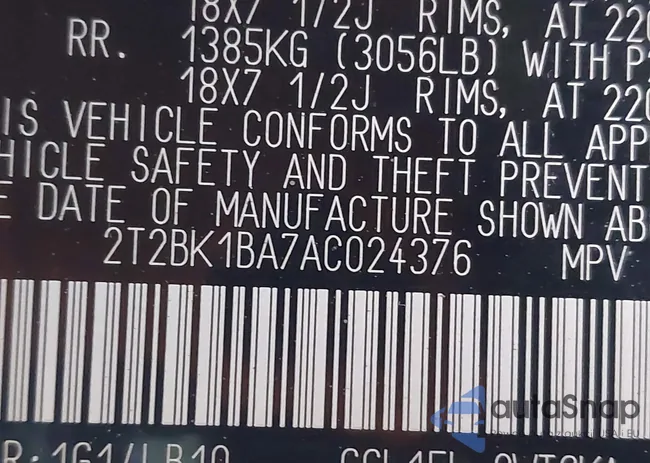 18X7 1/2J RIMS, AT 220
RR. 1385KG (3056LB) WITH P
18X7 1/2J RIMS, AT 220
IS VEHICLE CONFORMS TO ALL APP
HICLE SAFETY AND THEFT PREVENT
E DATE OF MANUFACTURE SHOWN AB
2T2BK1BA7AC024376 MPV
autoSnap